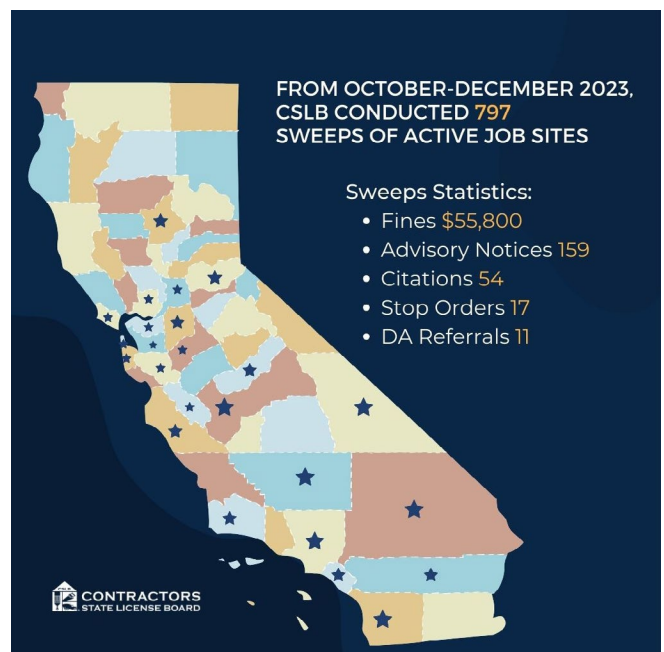 FROM OCTOBER-DECEMBER 2023,
CSLB CONDUCTED 797
SWEEPS OF ACTIVE JOB SITES
Sweeps Statistics:
• Fines $55,800
• Advisory Notices 159
• Citations 54
• Stop Orders 17
• DA Referrals 11
CSLB
CONTRACTORS
STATE LICENSE BOARD